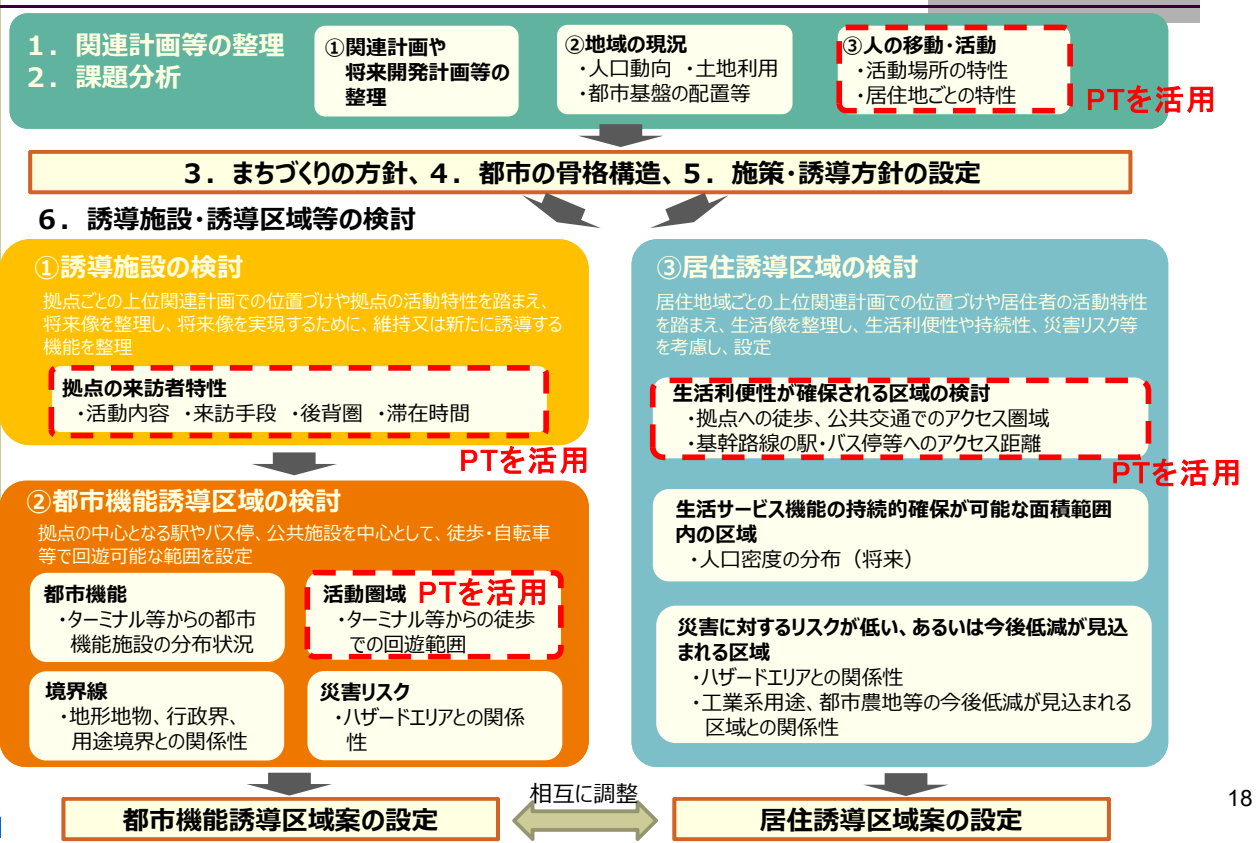 1．関連計画等の整理
2．課題分析
①関連計画や
将来開発計画等の
整理
②地域の現況
・人口動向 ・土地利用
・都市基盤の配置等
③人の移動・活動
・活動場所の特性
・居住地ごとの特性
PTを活用
3．まちづくりの方針、4．都市の骨格構造、5．施策・誘導方針の設定
6．誘導施設・誘導区域等の検討
①誘導施設の検討
拠点ごとの上位関連計画での位置づけや拠点の活動特性を踏まえ、
将来像を整理し、将来像を実現するために、維持又は新たに誘導する
機能を整理
拠点の来訪者特性
・活動内容 ・来訪手段 ・後背圏 ・滞在時間
PTを活用
②都市機能誘導区域の検討
拠点の中心となる駅やバス停、公共施設を中心として、徒歩・自転車
等で回遊可能な範囲を設定
都市機能
・ターミナル等からの都市
機能施設の分布状況
活動圏域 PTを活用
・ターミナル等からの徒歩
での回遊範囲
境界線
・地形地物、行政界、
用途境界との関係性
災害リスク
・ハザードエリアとの関係
性
③居住誘導区域の検討
居住地域ごとの上位関連計画での位置づけや居住者の活動特性
を踏まえ、生活像を整理し、生活利便性や持続性、災害リスク等
を考慮し、設定
生活利便性が確保される区域の検討
・拠点への徒歩、公共交通でのアクセス圏域
・基幹路線の駅・バス停等へのアクセス距離
PTを活用
生活サービス機能の持続的確保が可能な面積範囲
内の区域
・人口密度の分布（将来）
災害に対するリスクが低い、あるいは今後低減が見込
まれる区域
・ハザードエリアとの関係性
・工業系用途、都市農地等の今後低減が見込まれる
区域との関係性
都市機能誘導区域案の設定
相互に調整
居住誘導区域案の設定
18